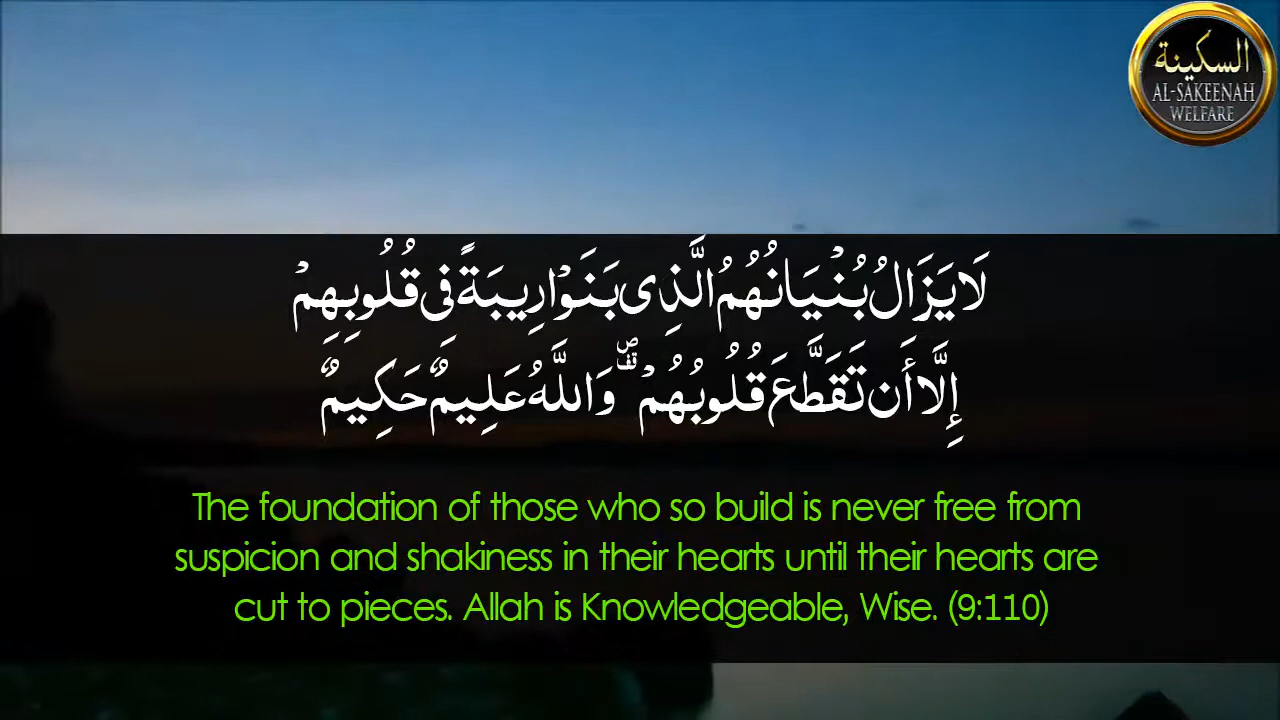 السكينة
AL-SAKEENAH
WELFARE
لَا يَزَالُ بُنْيَانُهُمُ الَّذِى بَنَوْا رِيبَةً فِى قُلُوبِهِمْ
إِلَّا أَن تَقَطَّعَ قُلُوبُهُمْ ۗ وَاللَّهُ عَلِيمٌ حَكِيمٌ
The foundation of those who so build is never free from
suspicion and shakiness in their hearts until their hearts are
cut to pieces. Allah is Knowledgeable, Wise. (9:110)